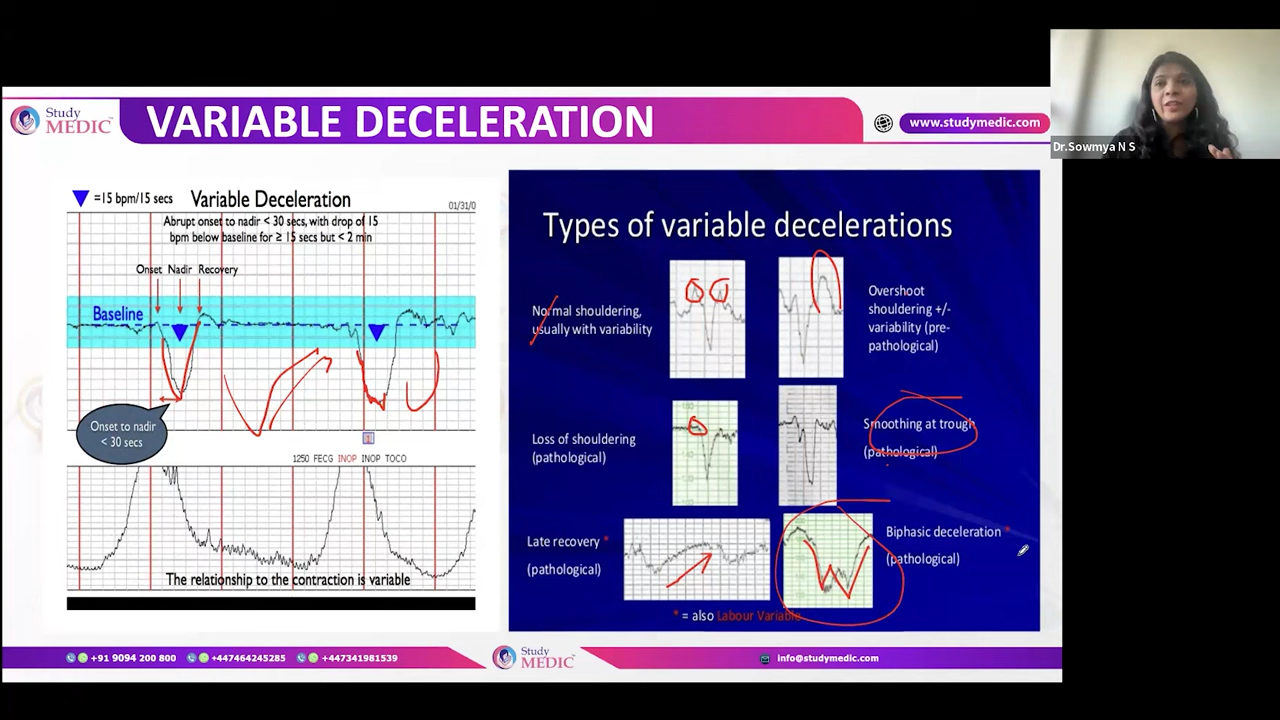 Study
MEDIC
VARIABLE DECELERATION
www.studymedic.com
Dr.Sowmya N S
=15 bpm/15 secs
Variable Deceleration
01/31/0
Abrupt onset to nadir < 30 secs, with drop of 15
bpm below baseline for ≥ 15 secs but < 2 min
Onset Nadir Recovery
Baseline
Onset to nadir
< 30 secs
1250 FECG INOP INOP TOCO
The relationship to the contraction is variable
Types of variable decelerations
Normal shouldering,
usually with variability
Overshoot
shouldering +/-
variability (pre-
pathological)
Loss of shouldering
(pathological)
Smoothing at trough
(pathological)
Late recovery *
(pathological)
Biphasic deceleration *
(pathological)
* = also Labour Variable
+91 9094 200 800
+447464245285
+447341981539
Study
MEDIC
info@studymedic.com